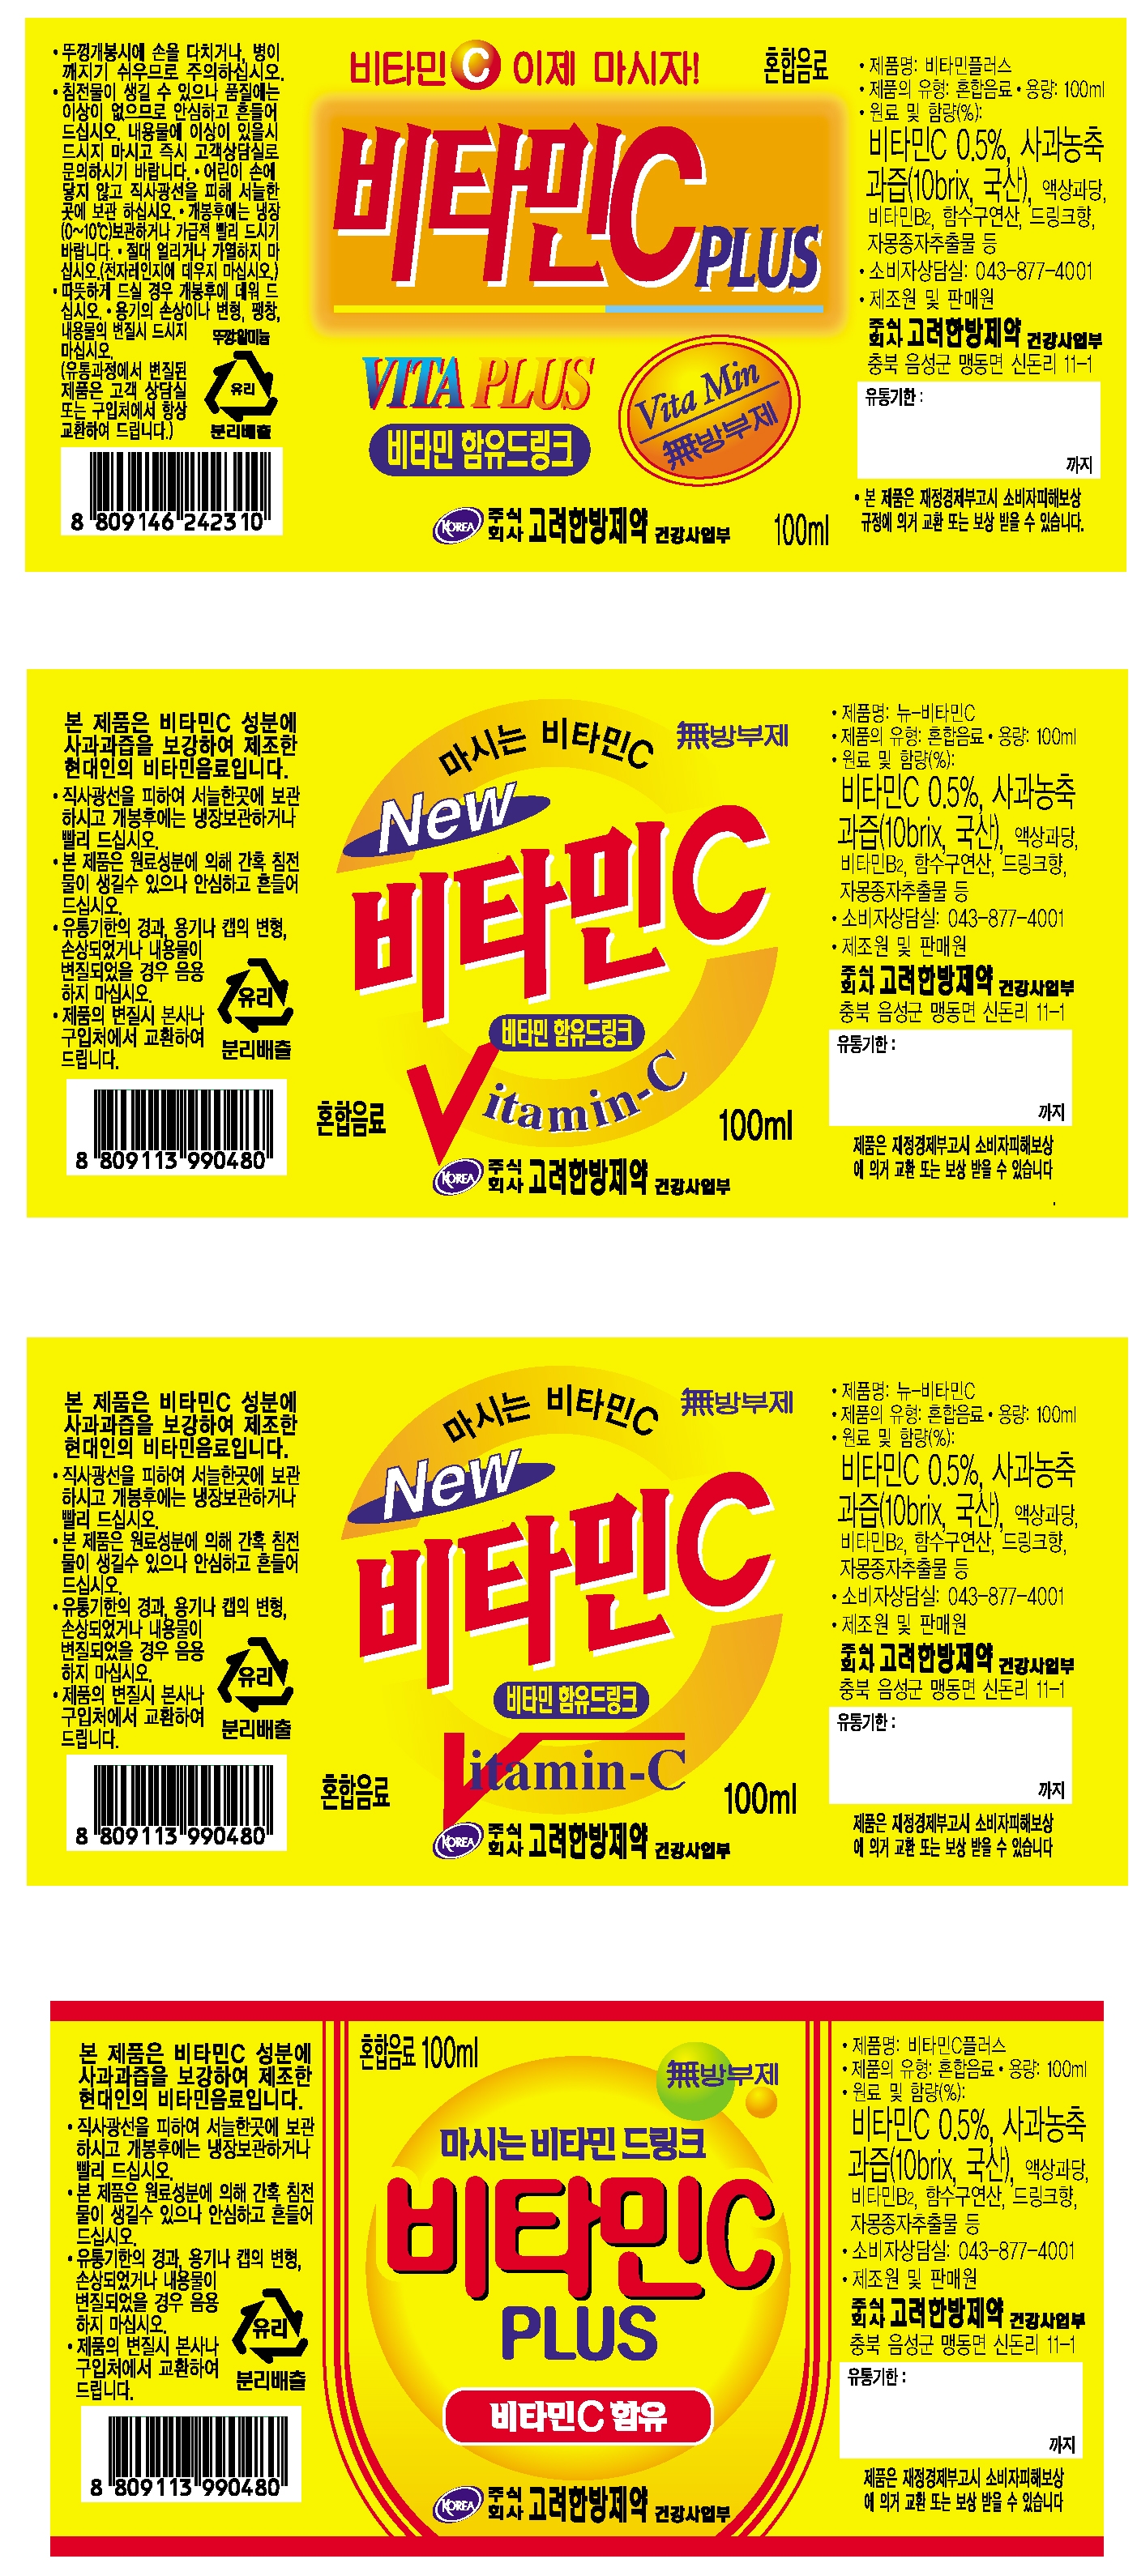 • 뚜껑개봉시에 손을 다치거나, 병이
깨지기 쉬우므로 주의하십시오.
• 침전물이 생길 수 있으나 품질에는
이상이 없으므로 안심하고 흔들어
드십시오. 내용물에 이상이 있을시
드시지 마시고 즉시 고객상담실로
문의하시기 바랍니다. • 어린이 손에
닿지 않고 직사광선을 피해 서늘한
곳에 보관 하십시오. • 개봉후에는 냉장
(0~10℃)보관하거나 가급적 빨리 드시기
바랍니다. • 절대 얼리거나 가열하지 마
십시오.(전자레인지에 데우지 마십시오.)
• 따뜻하게 드실 경우 개봉후에 데워 드
십시오. • 용기의 손상이나 변형, 팽창,
내용물의 변질시 드시지
마십시오.
(유통과정에서 변질된
제품은 고객 상담실
또는 구입처에서 항상
교환하여 드립니다.)
뚜껑알미늄
유리
분리배출
8 809146 242310
비타민 C 이제 마시자!
혼합음료
비타민C PLUS
VITA PLUS
비타민 함유드링크
Vita Min
無방부제
KOREA 주식회사 고려한방제약 건강사업부
100ml
• 제품명: 비타민플러스
• 제품의 유형: 혼합음료 • 용량: 100ml
• 원료 및 함량(%):
비타민C 0.5%, 사과농축
과즙(10brix, 국산), 액상과당,
비타민B2, 함수구연산, 드링크향,
자몽종자추출물 등
• 소비자상담실: 043-877-4001
• 제조원 및 판매원
주식회사 고려한방제약 건강사업부
충북 음성군 맹동면 신돈리 11-1
유통기한 :
까지
• 본 제품은 재정경제부고시 소비자피해보상
규정에 의거 교환 또는 보상 받을 수 있습니다.
본 제품은 비타민C 성분에
사과과즙을 보강하여 제조한
현대인의 비타민음료입니다.
• 직사광선을 피하여 서늘한곳에 보관
하시고 개봉후에는 냉장보관하거나
빨리 드십시오.
• 본 제품은 원료성분에 의해 간혹 침전
물이 생길수 있으나 안심하고 흔들어
드십시오.
• 유통기한의 경과, 용기나 캡의 변형,
손상되었거나 내용물이
변질되었을 경우 음용
하지 마십시오.
• 제품의 변질시 본사나
구입처에서 교환하여
드립니다.
유리
분리배출
8 809113 990480
마시는 비타민C
無방부제
New
비타민C
비타민 함유드링크
Vitamin-C
혼합음료
100ml
KOREA 주식회사 고려한방제약 건강사업부
• 제품명: 뉴-비타민C
• 제품의 유형: 혼합음료 • 용량: 100ml
• 원료 및 함량(%):
비타민C 0.5%, 사과농축
과즙(10brix, 국산), 액상과당,
비타민B2, 함수구연산, 드링크향,
자몽종자추출물 등
• 소비자상담실: 043-877-4001
• 제조원 및 판매원
주식회사 고려한방제약 건강사업부
충북 음성군 맹동면 신돈리 11-1
유통기한 :
까지
제품은 재정경제부고시 소비자피해보상
에 의거 교환 또는 보상 받을 수 있습니다
본 제품은 비타민C 성분에
사과과즙을 보강하여 제조한
현대인의 비타민음료입니다.
• 직사광선을 피하여 서늘한곳에 보관
하시고 개봉후에는 냉장보관하거나
빨리 드십시오.
• 본 제품은 원료성분에 의해 간혹 침전
물이 생길수 있으나 안심하고 흔들어
드십시오.
• 유통기한의 경과, 용기나 캡의 변형,
손상되었거나 내용물이
변질되었을 경우 음용
하지 마십시오.
• 제품의 변질시 본사나
구입처에서 교환하여
드립니다.
유리
분리배출
8 809113 990480
마시는 비타민C
無방부제
New
비타민C
비타민 함유드링크
Vitamin-C
혼합음료
100ml
KOREA 주식회사 고려한방제약 건강사업부
• 제품명: 뉴-비타민C
• 제품의 유형: 혼합음료 • 용량: 100ml
• 원료 및 함량(%):
비타민C 0.5%, 사과농축
과즙(10brix, 국산), 액상과당,
비타민B2, 함수구연산, 드링크향,
자몽종자추출물 등
• 소비자상담실: 043-877-4001
• 제조원 및 판매원
주식회사 고려한방제약 건강사업부
충북 음성군 맹동면 신돈리 11-1
유통기한 :
까지
제품은 재정경제부고시 소비자피해보상
에 의거 교환 또는 보상 받을 수 있습니다
본 제품은 비타민C 성분에
사과과즙을 보강하여 제조한
현대인의 비타민음료입니다.
• 직사광선을 피하여 서늘한곳에 보관
하시고 개봉후에는 냉장보관하거나
빨리 드십시오.
• 본 제품은 원료성분에 의해 간혹 침전
물이 생길수 있으나 안심하고 흔들어
드십시오.
• 유통기한의 경과, 용기나 캡의 변형,
손상되었거나 내용물이
변질되었을 경우 음용
하지 마십시오.
• 제품의 변질시 본사나
구입처에서 교환하여
드립니다.
유리
분리배출
8 809113 990480
혼합음료 100ml
無방부제
마시는 비타민 드링크
비타민C
PLUS
비타민C 함유
KOREA 주식회사 고려한방제약 건강사업부
• 제품명: 비타민C플러스
• 제품의 유형: 혼합음료 • 용량: 100ml
• 원료 및 함량(%):
비타민C 0.5%, 사과농축
과즙(10brix, 국산), 액상과당,
비타민B2, 함수구연산, 드링크향,
자몽종자추출물 등
• 소비자상담실: 043-877-4001
• 제조원 및 판매원
주식회사 고려한방제약 건강사업부
충북 음성군 맹동면 신돈리 11-1
유통기한 :
까지
제품은 재정경제부고시 소비자피해보상
에 의거 교환 또는 보상 받을 수 있습니다